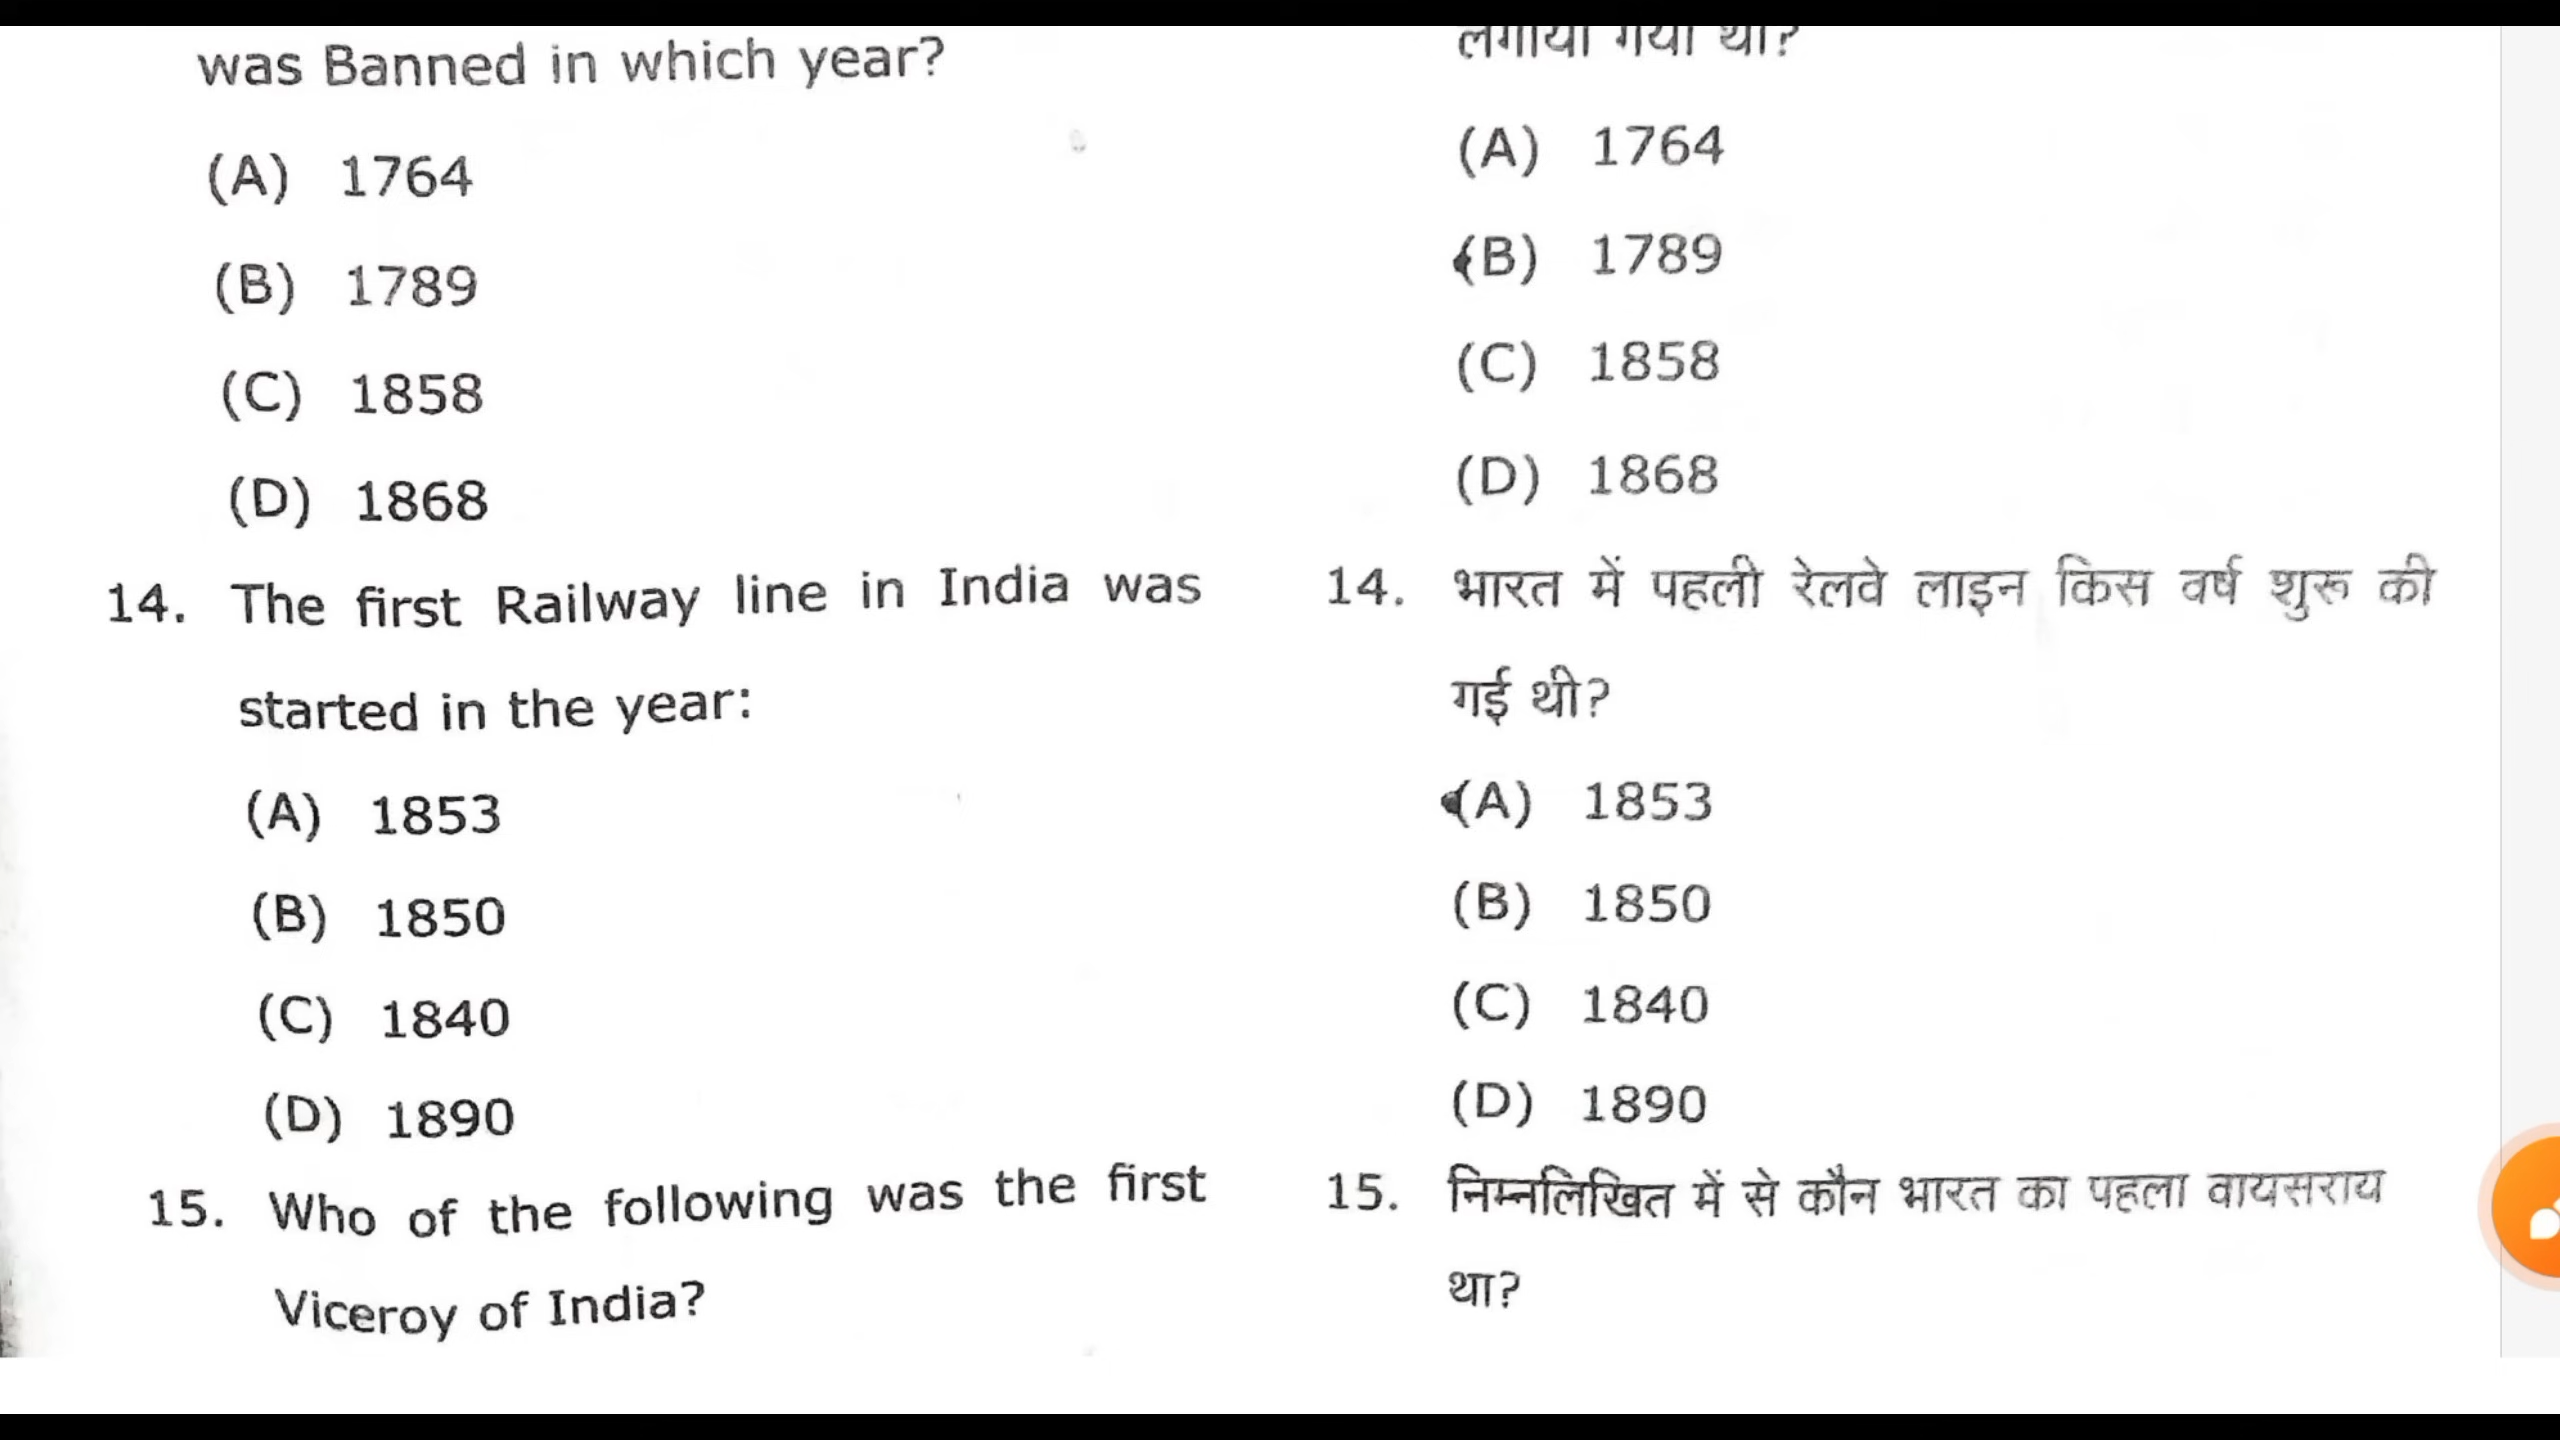 was Banned in which year?
(A) 1764
(B) 1789
(C) 1858
(D) 1868
14. The first Railway line in India was
started in the year:
(A) 1853
(B) 1850
(C) 1840
(D) 1890
15. Who of the following was the first
Viceroy of India?
लगाया गया था?
(A) 1764
(B) 1789
(C) 1858
(D) 1868
14. भारत में पहली रेलवे लाइन किस वर्ष शुरू की
गई थी?
(A) 1853
(B) 1850
(C) 1840
(D) 1890
15. निम्नलिखित में से कौन भारत का पहला वायसराय
था?